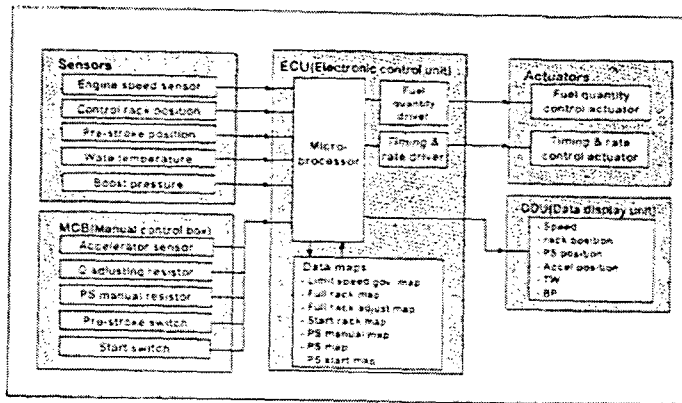 Sensors
Engine speed sensor
Control rack position
Pre-stroke position
Wate temperature
Boost pressure
MCB(Manual control box)
Accelerator sensor
Q adjusting resistor
PS manual resistor
Pre-stroke switch
Start switch
ECU(Electronic control unit)
Micro-
processor
Fuel
quantity
driver
Timing &
rate driver
Data maps
- Limit speed gov. map
- Full rack map
- Full rack adjust map
- Start rack map
- PS manual map
- PS map
PS start map
Actuators
Fuel quantity
control actuator
Timing & rate
control actuator
DDU(Data display unit)
- Speed
- rack position
- PS position
- Accel position
- TW
- BP